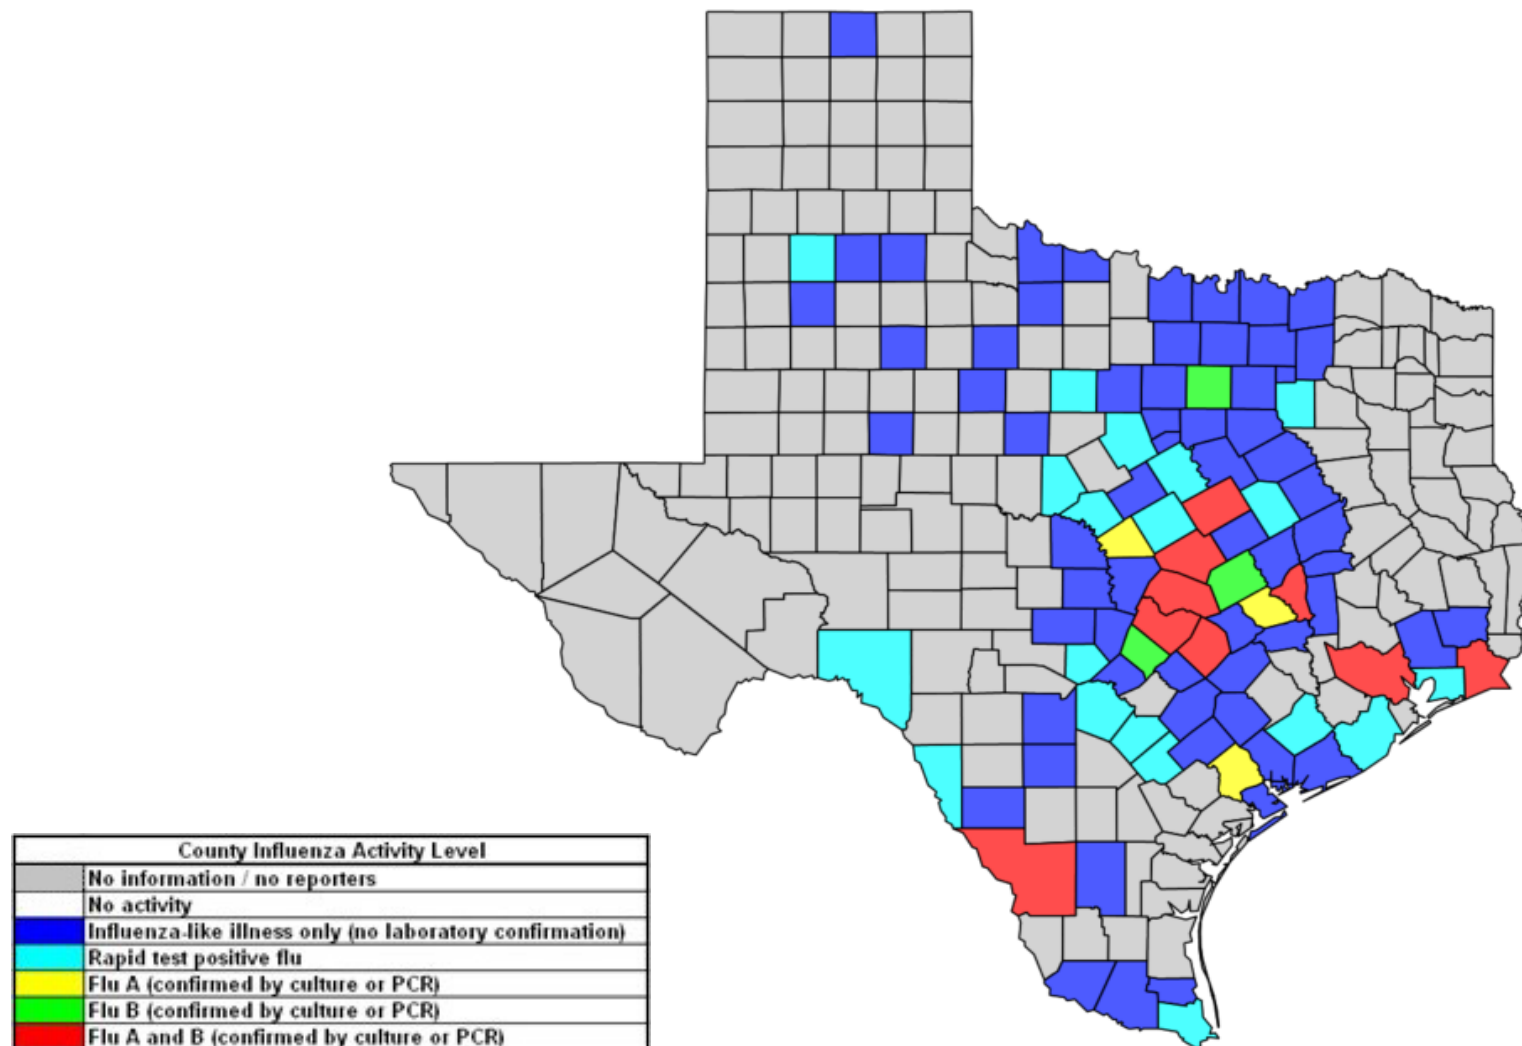 County Influenza Activity Level
No information / no reporters
No activity
Influenza-like illness only (no laboratory confirmation)
Rapid test positive flu
Flu A (confirmed by culture or PCR)
Flu B (confirmed by culture or PCR)
Flu A and B (confirmed by culture or PCR)